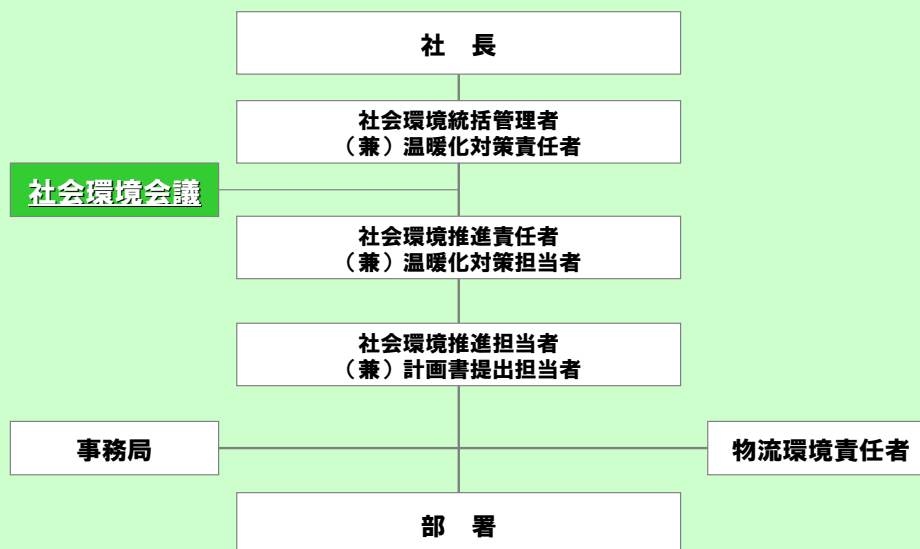 社　長
社会環境統括管理者
（兼）温暖化対策責任者
社会環境会議
社会環境推進責任者
（兼）温暖化対策担当者
社会環境推進担当者
（兼）計画書提出担当者
事務局
物流環境責任者
部　署